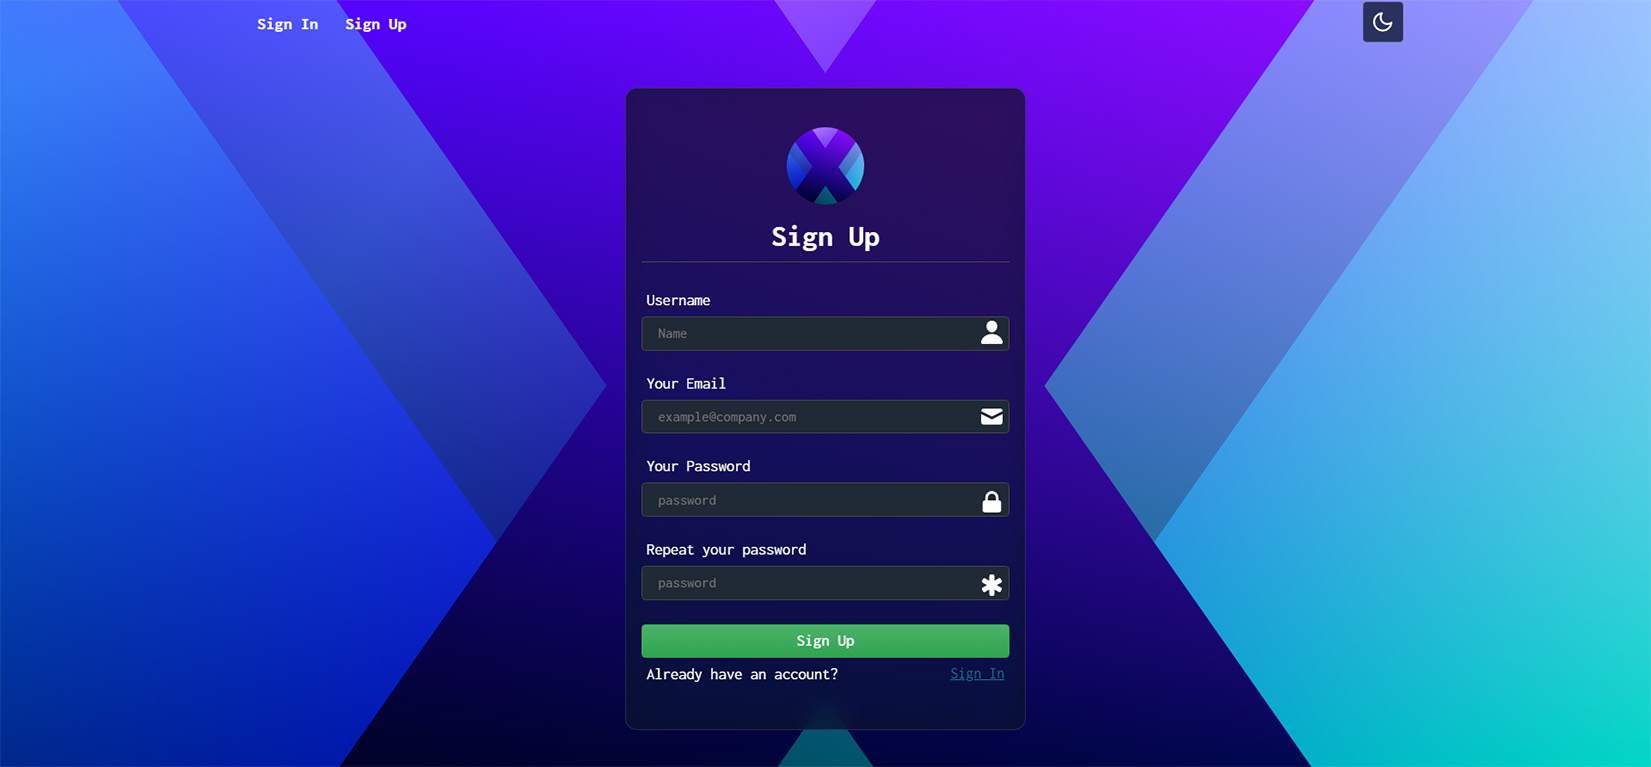 Sign In Sign Up
Sign Up
Username
Name
Your Email
example@company.com
Your Password
password
Repeat your password
password
Sign Up
Already have an account? Sign In